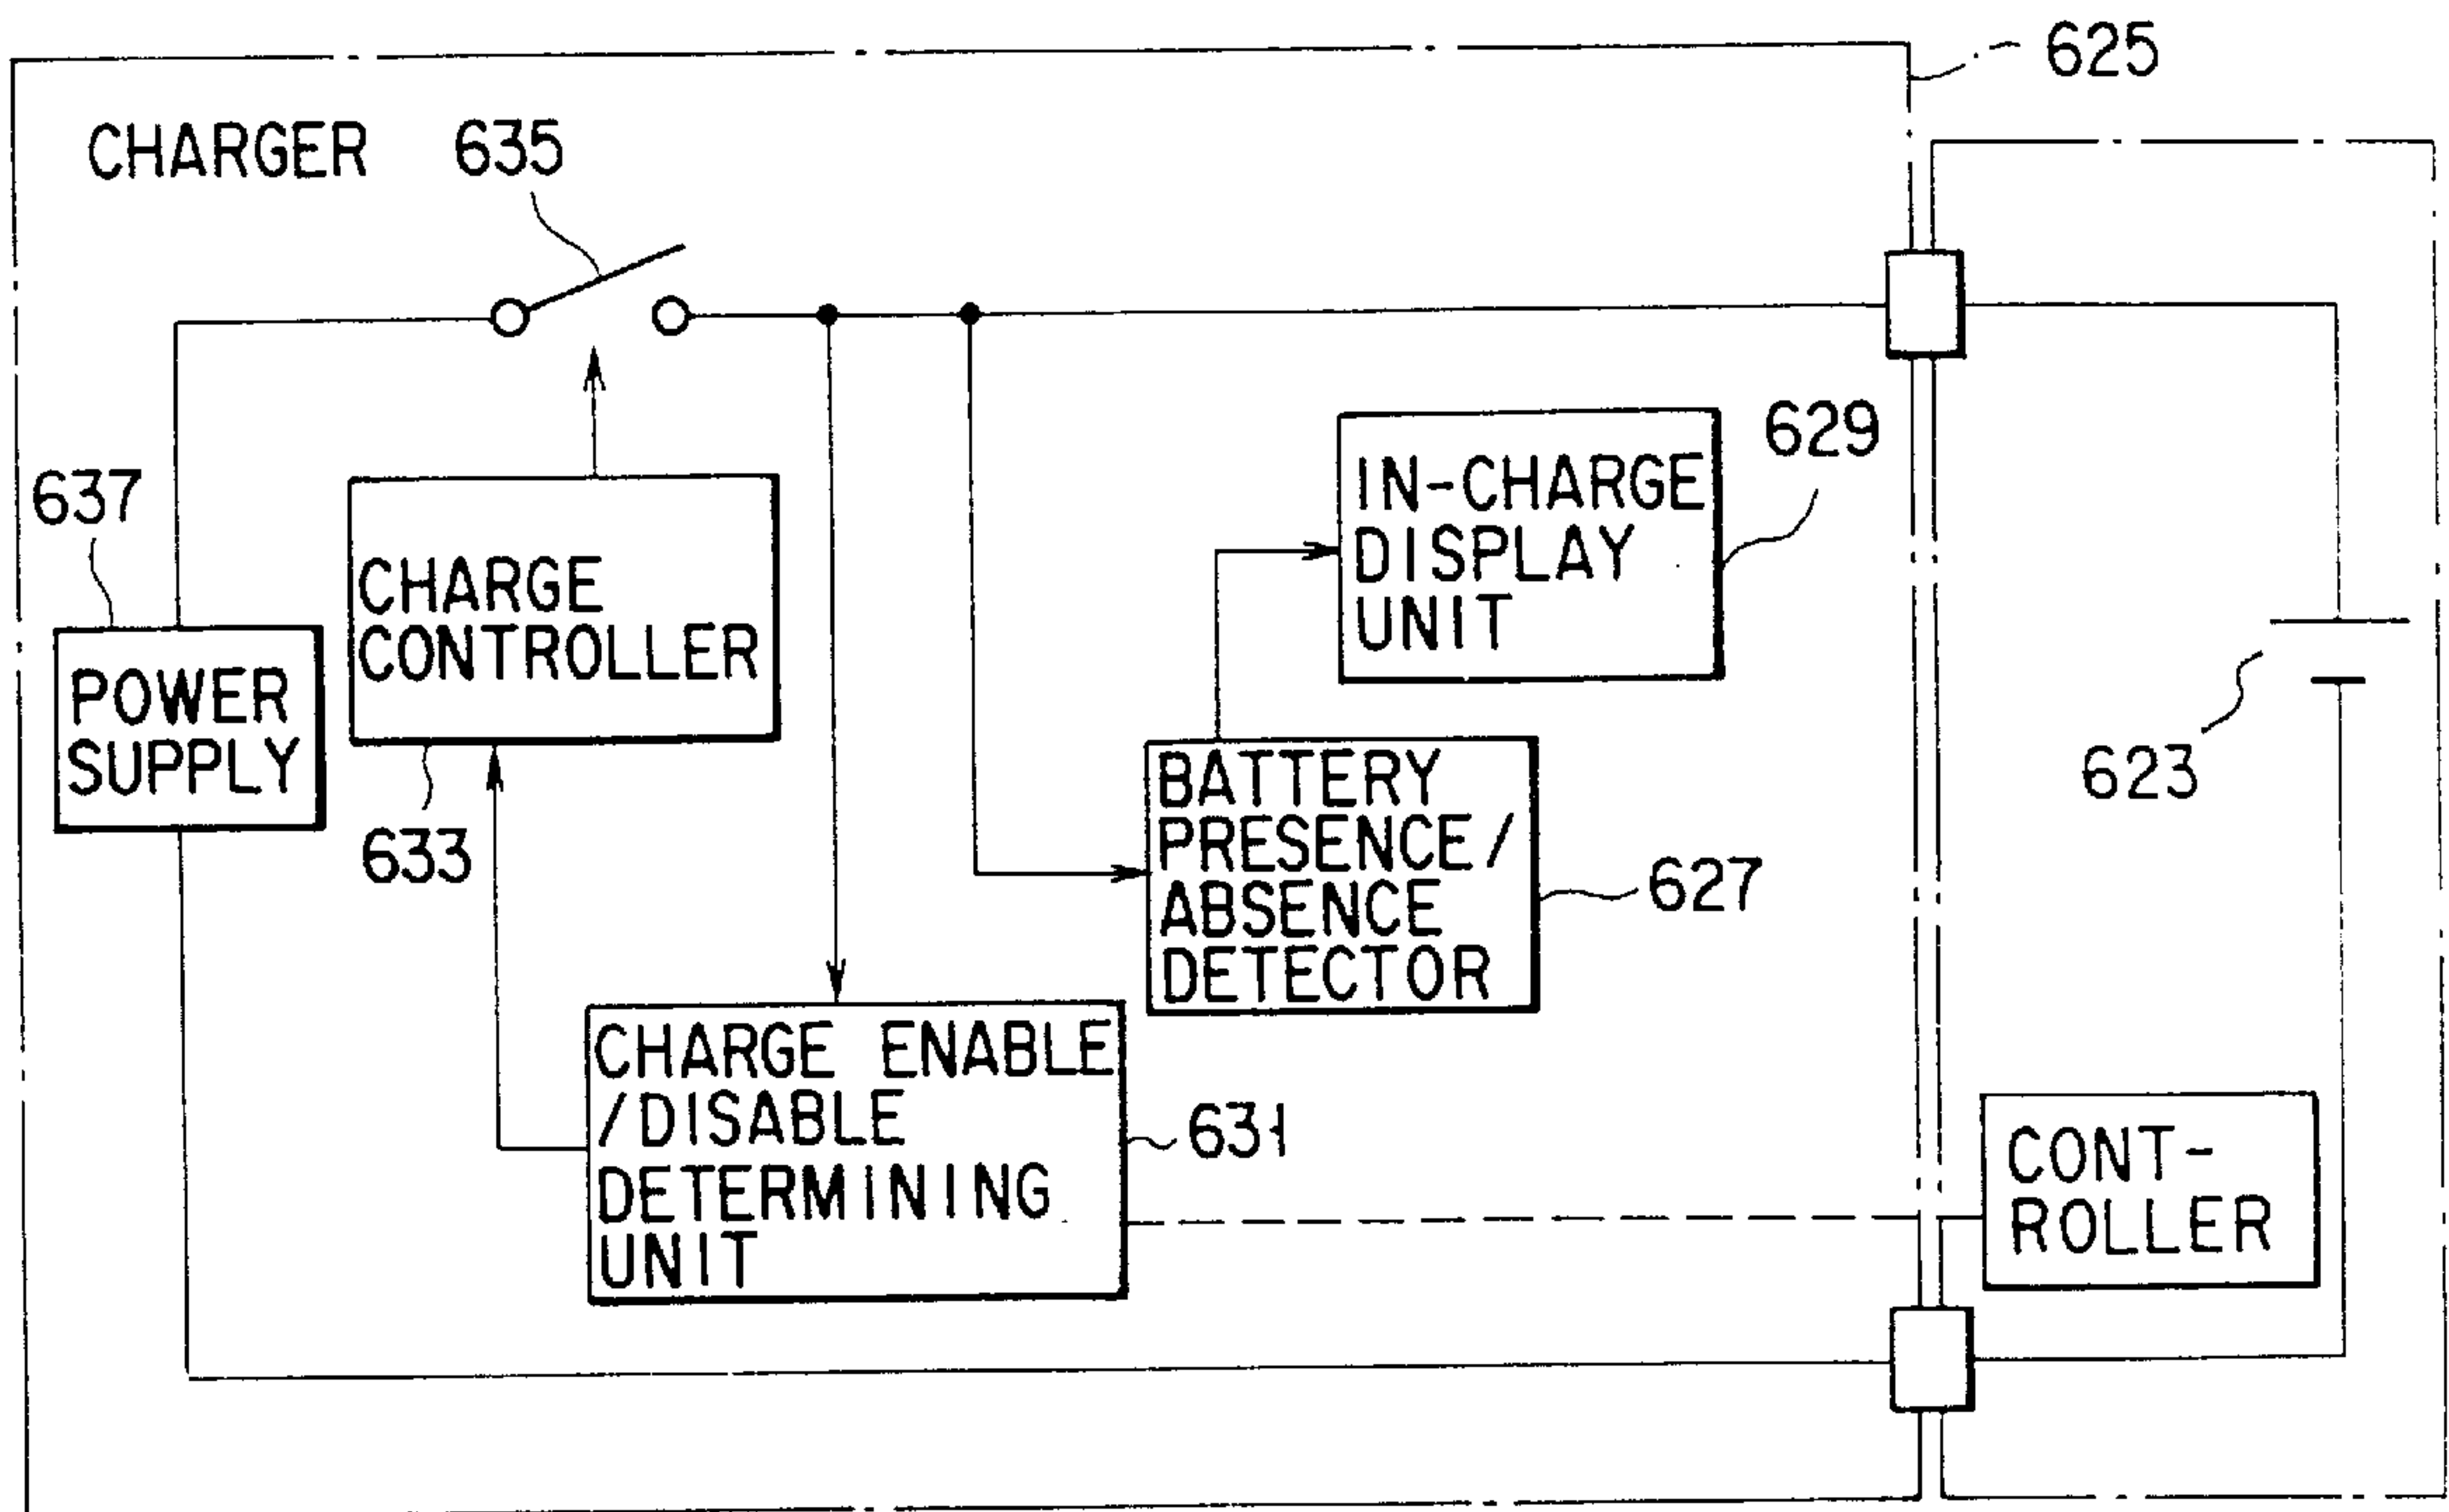 625
CHARGER
635
629
IN-CHARGE
DISPLAY
UNIT
637
CHARGE
CONTROLLER
POWER
SUPPLY
623
BATTERY
PRESENCE/
ABSENCE
DETECTOR
633
627
CHARGE ENABLE
/DISABLE
DETERMINING
UNIT
631
CONT-
ROLLER